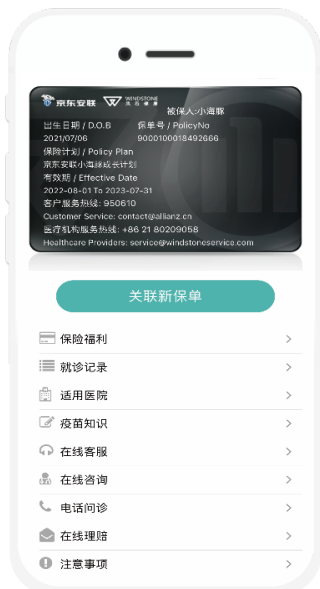 京东安联 WINDSTONE
被保人:小海豚
出生日期 / D.O.B 保单号 / PolicyNo
2021/07/06 9000100018492666
保险计划 / Policy Plan
京东安联小海豚成长计划
有效期 / Effective Date
2022-08-01 To 2023-07-31
客户服务热线: 950610
Customer Service: contact@allianz.cn
医疗机构服务热线: +86 21 80209058
Healthcare Providers: service@windstoneservice.com
关联新保单
保险福利
就诊记录
适用医院
疫苗知识
在线客服
在线咨询
电话问诊
在线理赔
注意事项